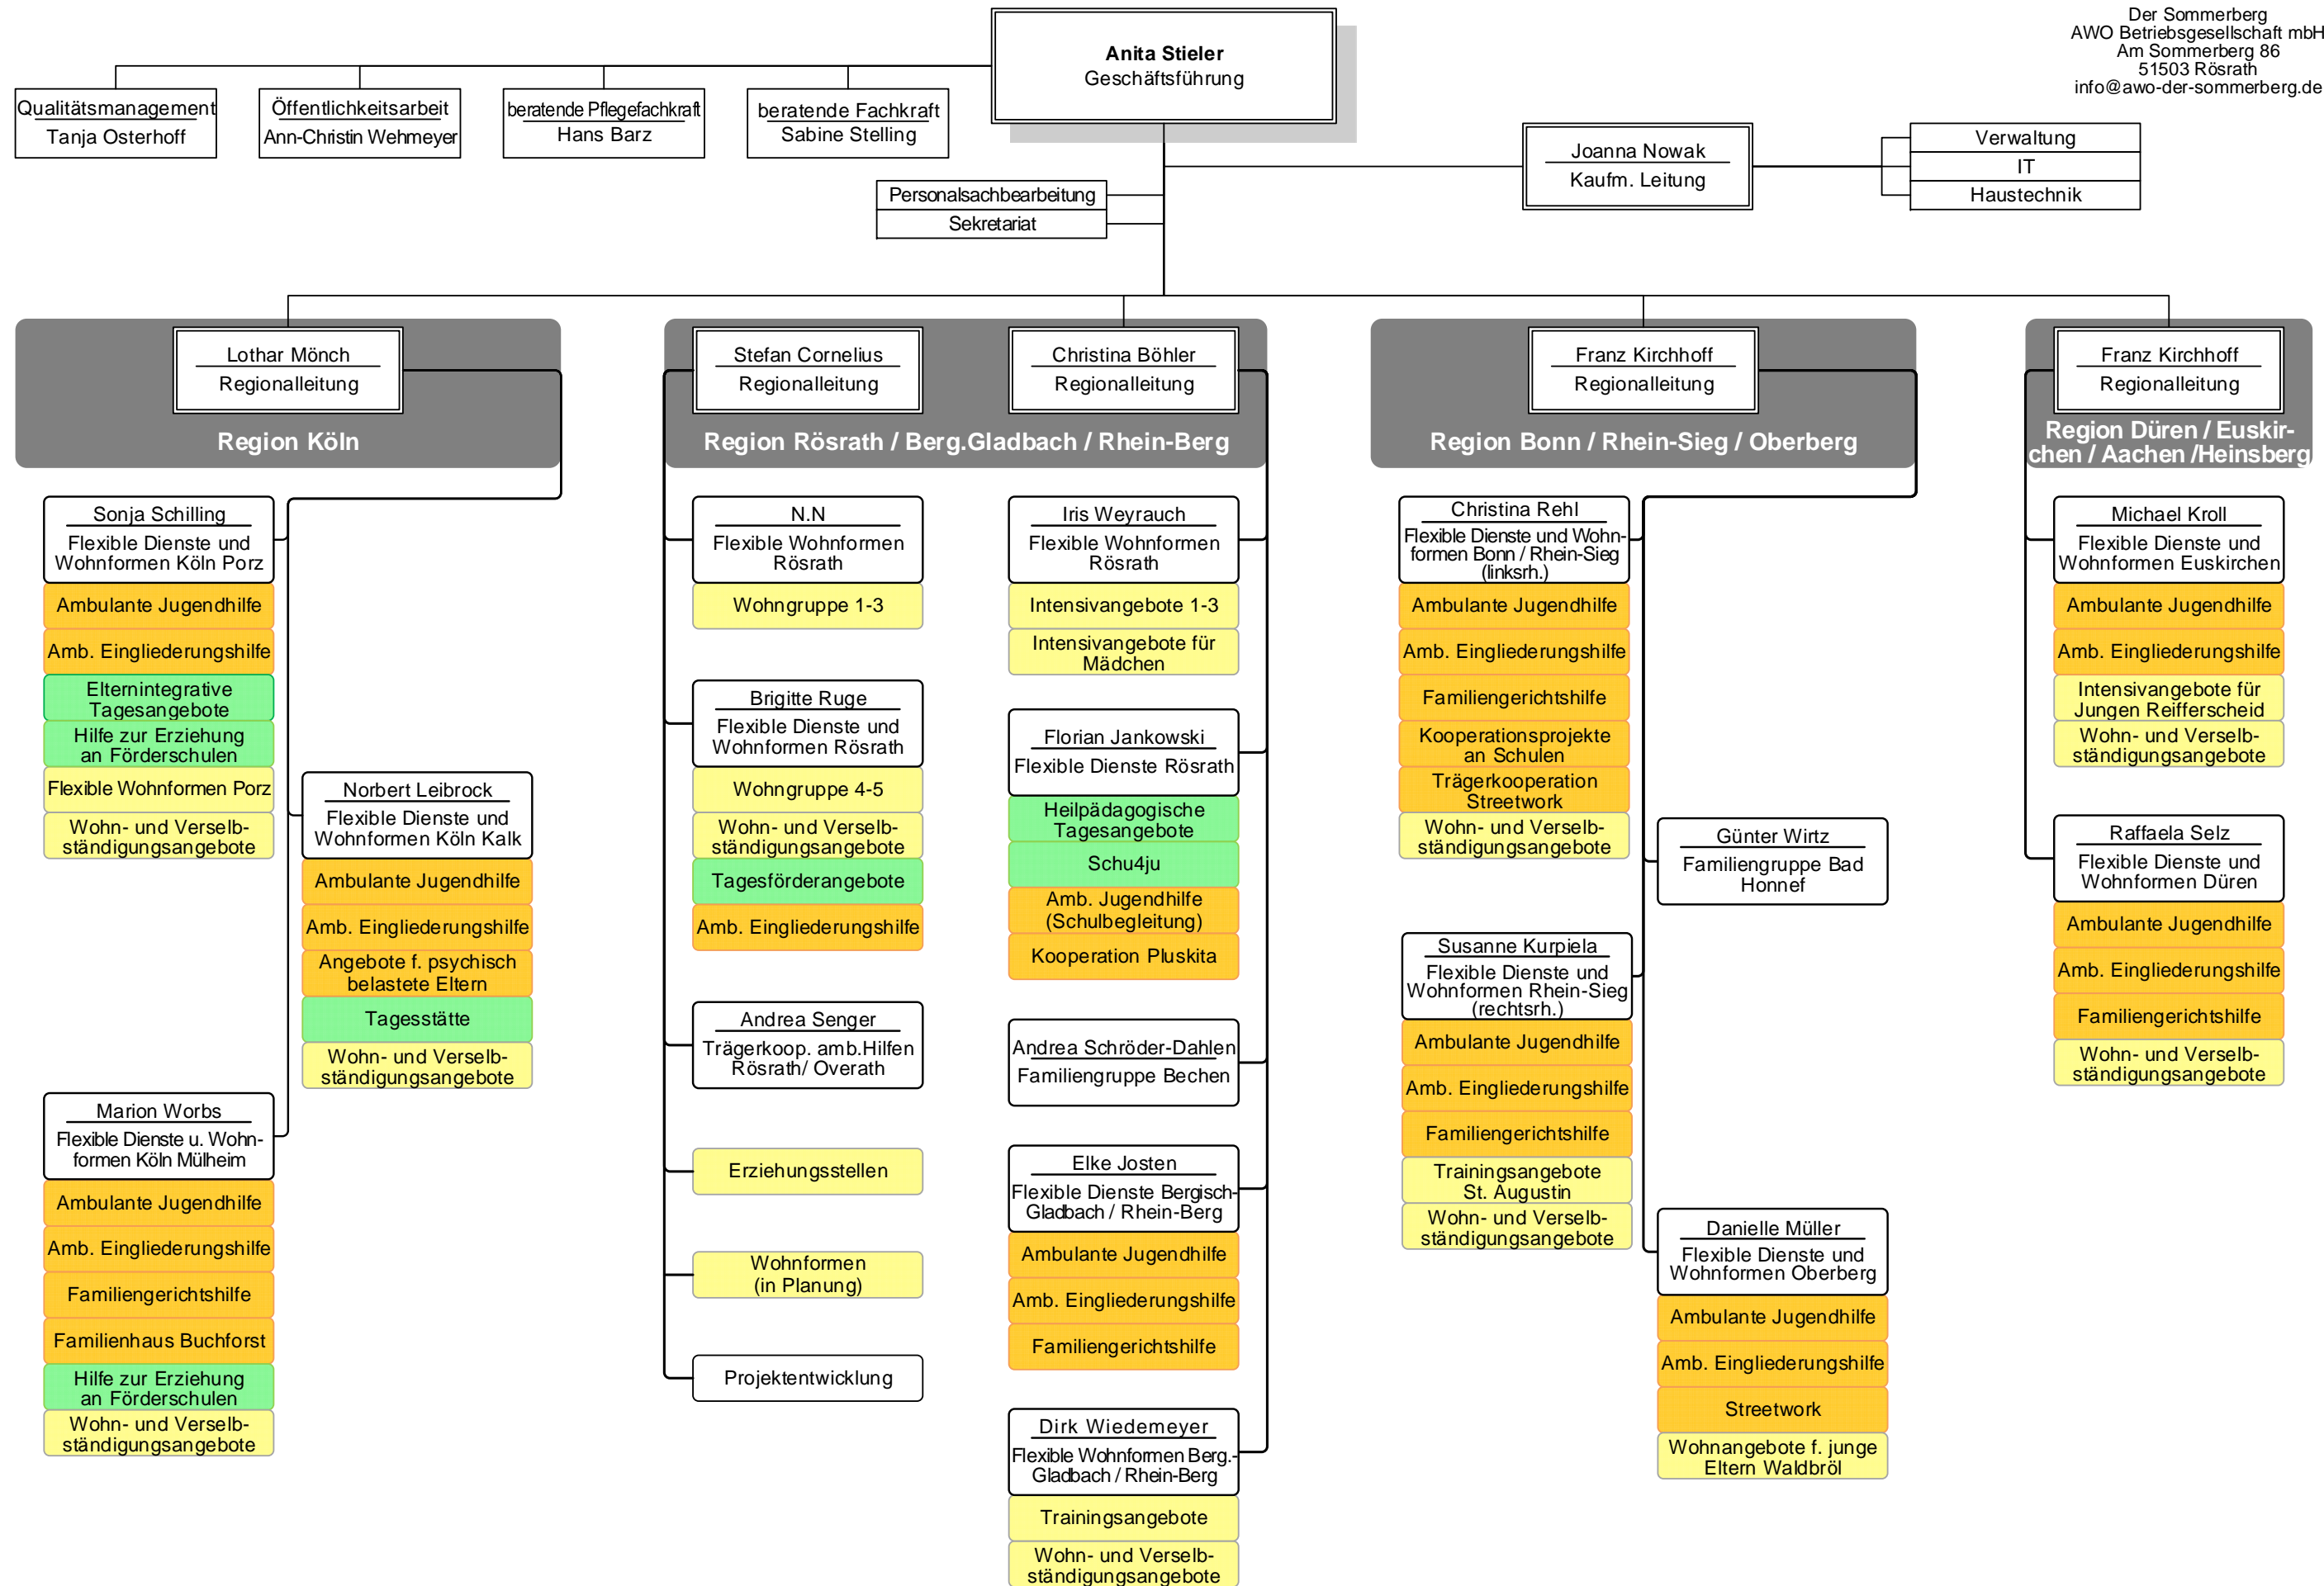 Der Sommerberg
AWO Betriebsgesellschaft mbH
Am Sommerberg 86
51503 Rösrath
info@awo-der-sommerberg.de
Anita Stieler
Geschäftsführung
Qualitätsmanagement
Tanja Osterhoff
Öffentlichkeitsarbeit
Ann-Christin Wehmeyer
beratende Pflegefachkraft
Hans Barz
beratende Fachkraft
Sabine Stelling
Joanna Nowak
Kaufm. Leitung
Verwaltung
IT
Haustechnik
Personalsachbearbeitung
Sekretariat
Lothar Mönch
Regionalleitung
Region Köln
Sonja Schilling
Flexible Dienste und
Wohnformen Köln Porz
Ambulante Jugendhilfe
Amb. Eingliederungshilfe
Elternintegrative
Tagesangebote
Hilfe zur Erziehung
an Förderschulen
Flexible Wohnformen Porz
Wohn- und Verselb-
ständigungsangebote
Norbert Leibrock
Flexible Dienste und
Wohnformen Köln Kalk
Ambulante Jugendhilfe
Amb. Eingliederungshilfe
Angebote f. psychisch
belastete Eltern
Tagesstätte
Wohn- und Verselb-
ständigungsangebote
Marion Worbs
Flexible Dienste u. Wohn-
formen Köln Mülheim
Ambulante Jugendhilfe
Amb. Eingliederungshilfe
Familiengerichtshilfe
Familienhaus Buchforst
Hilfe zur Erziehung
an Förderschulen
Wohn- und Verselb-
ständigungsangebote
Stefan Cornelius
Regionalleitung
Christina Böhler
Regionalleitung
Region Rösrath / Berg.Gladbach / Rhein-Berg
N.N
Flexible Wohnformen
Rösrath
Wohngruppe 1-3
Brigitte Ruge
Flexible Dienste und
Wohnformen Rösrath
Wohngruppe 4-5
Wohn- und Verselb-
ständigungsangebote
Tagesförderangebote
Amb. Eingliederungshilfe
Andrea Senger
Trägerkoop. amb.Hilfen
Rösrath/ Overath
Erziehungsstellen
Wohnformen
(in Planung)
Projektentwicklung
Iris Weyrauch
Flexible Wohnformen
Rösrath
Intensivangebote 1-3
Intensivangebote für
Mädchen
Florian Jankowski
Flexible Dienste Rösrath
Heilpädagogische
Tagesangebote
Schu4ju
Amb. Jugendhilfe
(Schulbegleitung)
Kooperation Pluskita
Andrea Schröder-Dahlen
Familiengruppe Bechen
Elke Josten
Flexible Dienste Bergisch-
Gladbach / Rhein-Berg
Ambulante Jugendhilfe
Amb. Eingliederungshilfe
Familiengerichtshilfe
Dirk Wiedemeyer
Flexible Wohnformen Berg.-
Gladbach / Rhein-Berg
Trainingsangebote
Wohn- und Verselb-
ständigungsangebote
Franz Kirchhoff
Regionalleitung
Region Bonn / Rhein-Sieg / Oberberg
Christina Rehl
Flexible Dienste und Wohn-
formen Bonn / Rhein-Sieg
(linksrh.)
Ambulante Jugendhilfe
Amb. Eingliederungshilfe
Familiengerichtshilfe
Kooperationsprojekte
an Schulen
Trägerkooperation
Streetwork
Wohn- und Verselb-
ständigungsangebote
Günter Wirtz
Familiengruppe Bad
Honnef
Susanne Kurpiela
Flexible Dienste und
Wohnformen Rhein-Sieg
(rechtsrh.)
Ambulante Jugendhilfe
Amb. Eingliederungshilfe
Familiengerichtshilfe
Trainingsangebote
St. Augustin
Wohn- und Verselb-
ständigungsangebote
Danielle Müller
Flexible Dienste und
Wohnformen Oberberg
Ambulante Jugendhilfe
Amb. Eingliederungshilfe
Streetwork
Wohnangebote f. junge
Eltern Waldbröl
Franz Kirchhoff
Regionalleitung
Region Düren / Euskir-
chen / Aachen /Heinsberg
Michael Kroll
Flexible Dienste und
Wohnformen Euskirchen
Ambulante Jugendhilfe
Amb. Eingliederungshilfe
Intensivangebote für
Jungen Reifferscheid
Wohn- und Verselb-
ständigungsangebote
Raffaela Selz
Flexible Dienste und
Wohnformen Düren
Ambulante Jugendhilfe
Amb. Eingliederungshilfe
Familiengerichtshilfe
Wohn- und Verselb-
ständigungsangebote